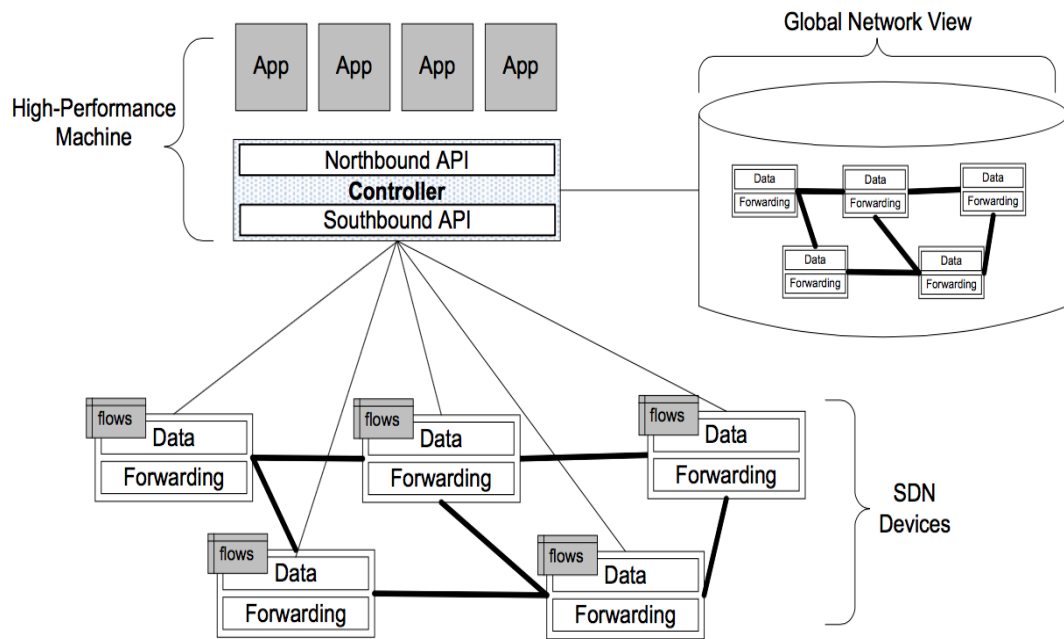 Global Network View
App
App
App
App
High-Performance
Machine
Northbound API
Controller
Southbound API
Data
Forwarding
Data
Forwarding
Data
Forwarding
Data
Forwarding
Data
Forwarding
flows
Data
Forwarding
flows
Data
Forwarding
flows
Data
Forwarding
SDN
Devices
flows
Data
Forwarding
flows
Data
Forwarding